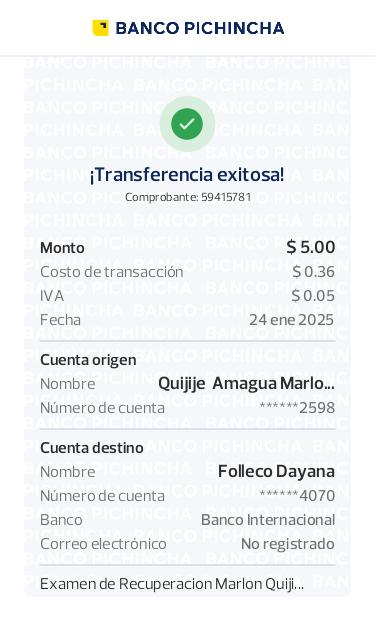 BANCO PICHINCHA
¡Transferencia exitosa!
Comprobante: 59415781
Monto $ 5.00
Costo de transacción $ 0.36
IVA $ 0.05
Fecha 24 ene 2025
Cuenta origen
Nombre Quijije Amagua Marlo...
Número de cuenta ******2598
Cuenta destino
Nombre Folleco Dayana
Número de cuenta ******4070
Banco Banco Internacional
Correo electrónico No registrado
Examen de Recuperacion Marlon Quiji...